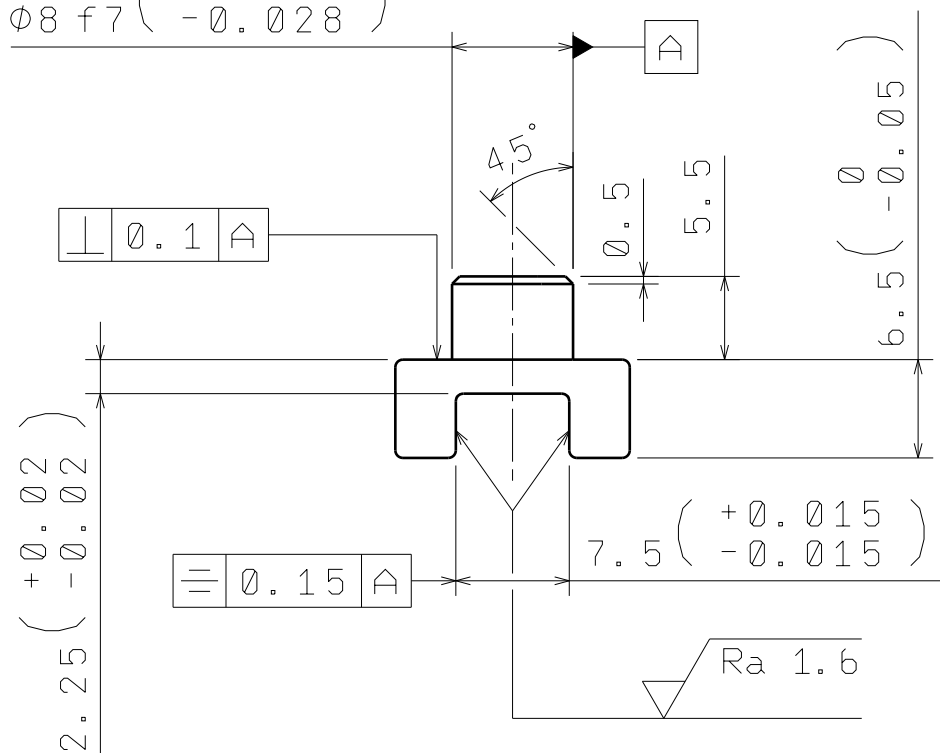 Ø8 f7( -0.028 )
A
45°
0.5
5.5
6.5( 0 -0.05 )
⊥ 0.1 A
2.25( +0.02 -0.02 )
⌯ 0.15 A
7.5( +0.015 -0.015 )
Ra 1.6